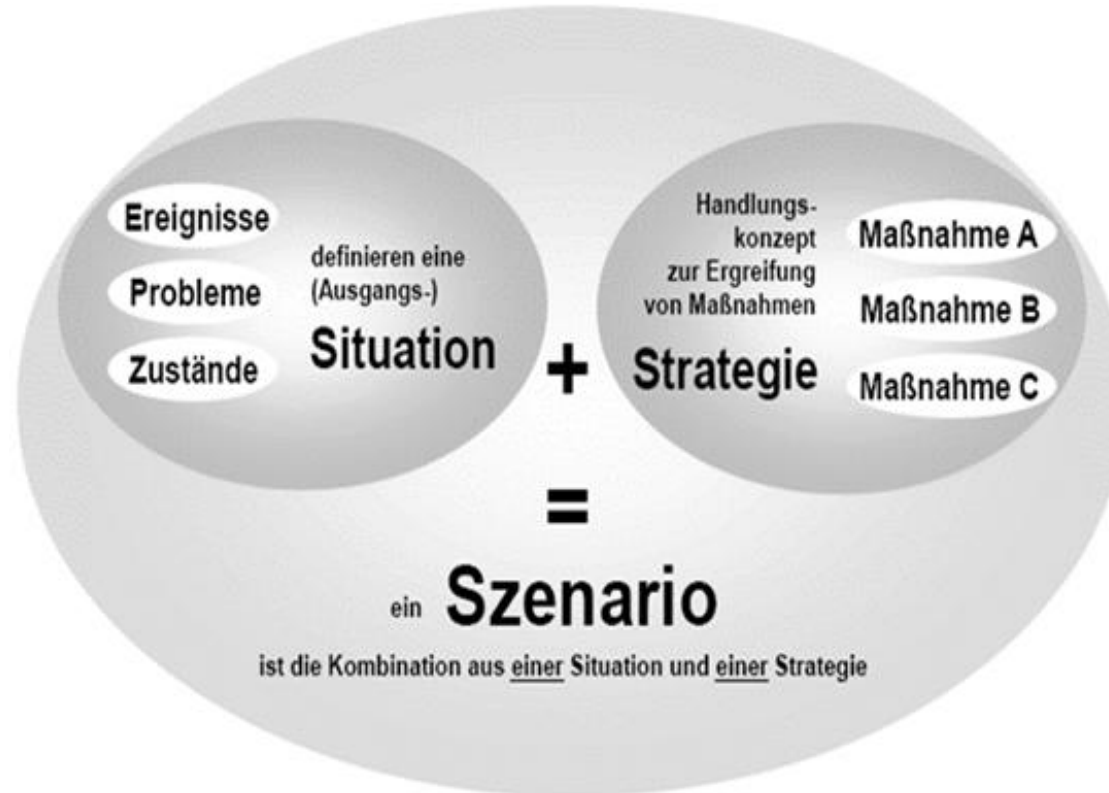 Ereignisse
Probleme
Zustände
definieren eine
(Ausgangs-)
Situation
+
Handlungs-
konzept
zur Ergreifung
von Maßnahmen
Strategie
Maßnahme A
Maßnahme B
Maßnahme C
=
ein Szenario
ist die Kombination aus einer Situation und einer Strategie